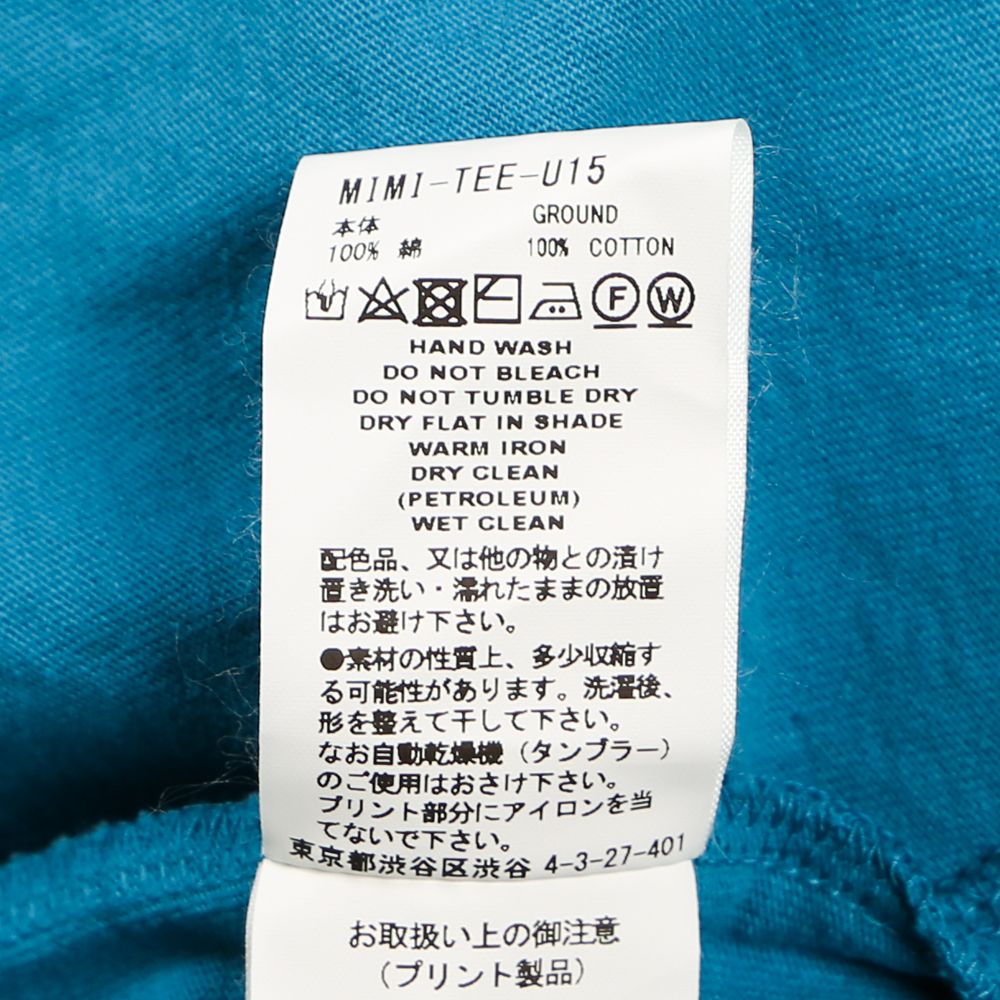 MIMI-TEE-U15
本体 GROUND
100% 綿 100% COTTON
F W
HAND WASH
DO NOT BLEACH
DO NOT TUMBLE DRY
DRY FLAT IN SHADE
WARM IRON
DRY CLEAN
(PETROLEUM)
WET CLEAN
配色品、又は他の物との漬け
置き洗い・濡れたままの放置
はお避け下さい。
●素材の性質上、多少収縮す
る可能性があります。洗濯後、
形を整えて干して下さい。
なお自動乾燥機（タンブラー）
のご使用はおさけ下さい。
プリント部分にアイロンを当
てないで下さい。
東京都渋谷区渋谷 4-3-27-401
お取扱い上の御注意
（プリント製品）